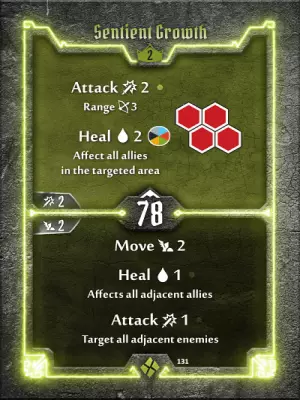 Sentient Growth
2
Attack 2
Range 3
Heal 2
Affect all allies
in the targeted area
2
78
2
Move 2
Heal 1
Affects all adjacent allies
Attack 1
Target all adjacent enemies
131